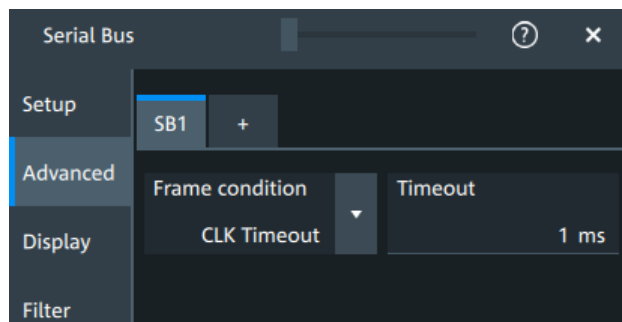 Serial Bus
?
×
Setup
SB1
+
Advanced
Frame condition
Timeout
CLK Timeout
1 ms
Display
Filter